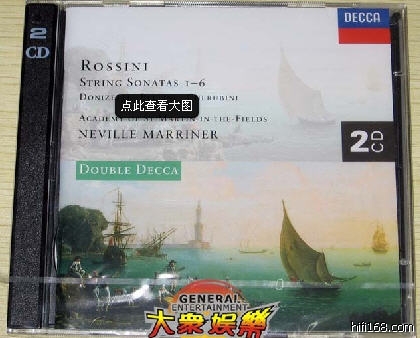 2
CD
DECCA
ROSSINI
STRING SONATAS 1-6
点此查看大图
ACADEMY OF ST. MARTIN-IN-THE-FIELDS
NEVILLE MARRINER
2 CD
DOUBLE DECCA
GENERAL
ENTERTAINMENT
大眾娛樂
hifi168.com